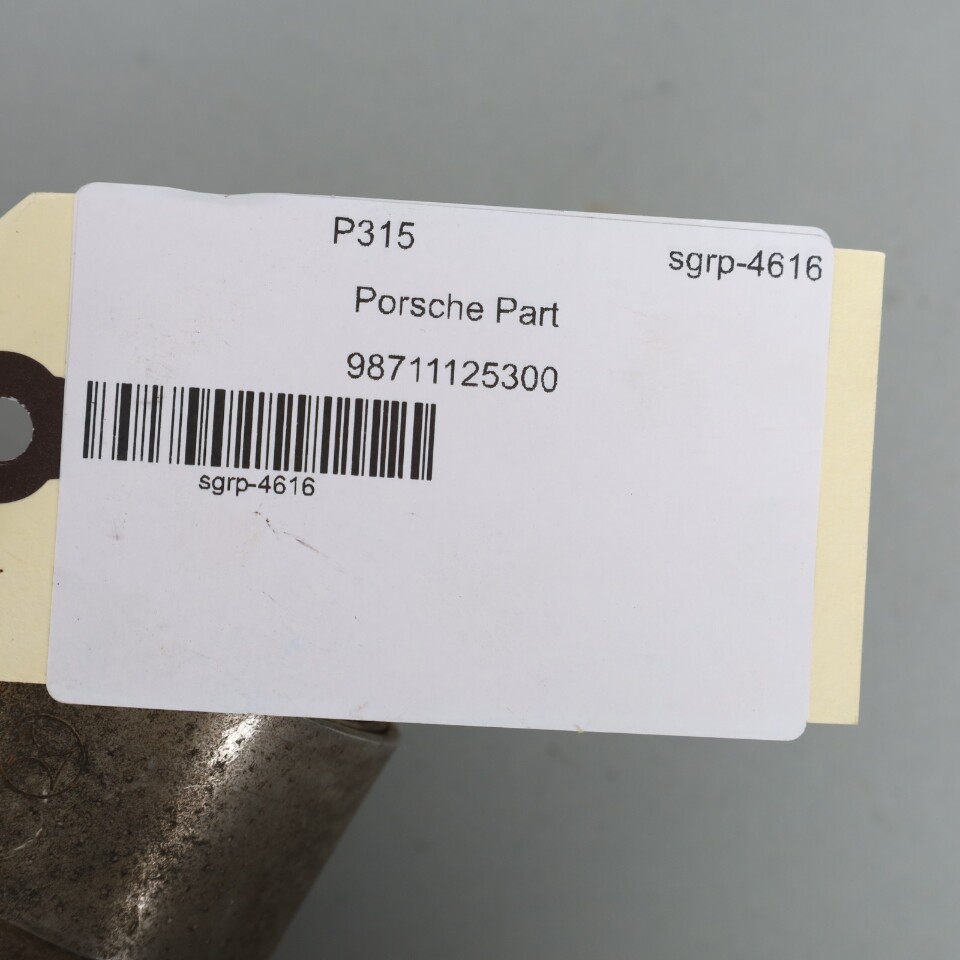 P315
sgrp-4616
Porsche Part
98711125300
sgrp-4616